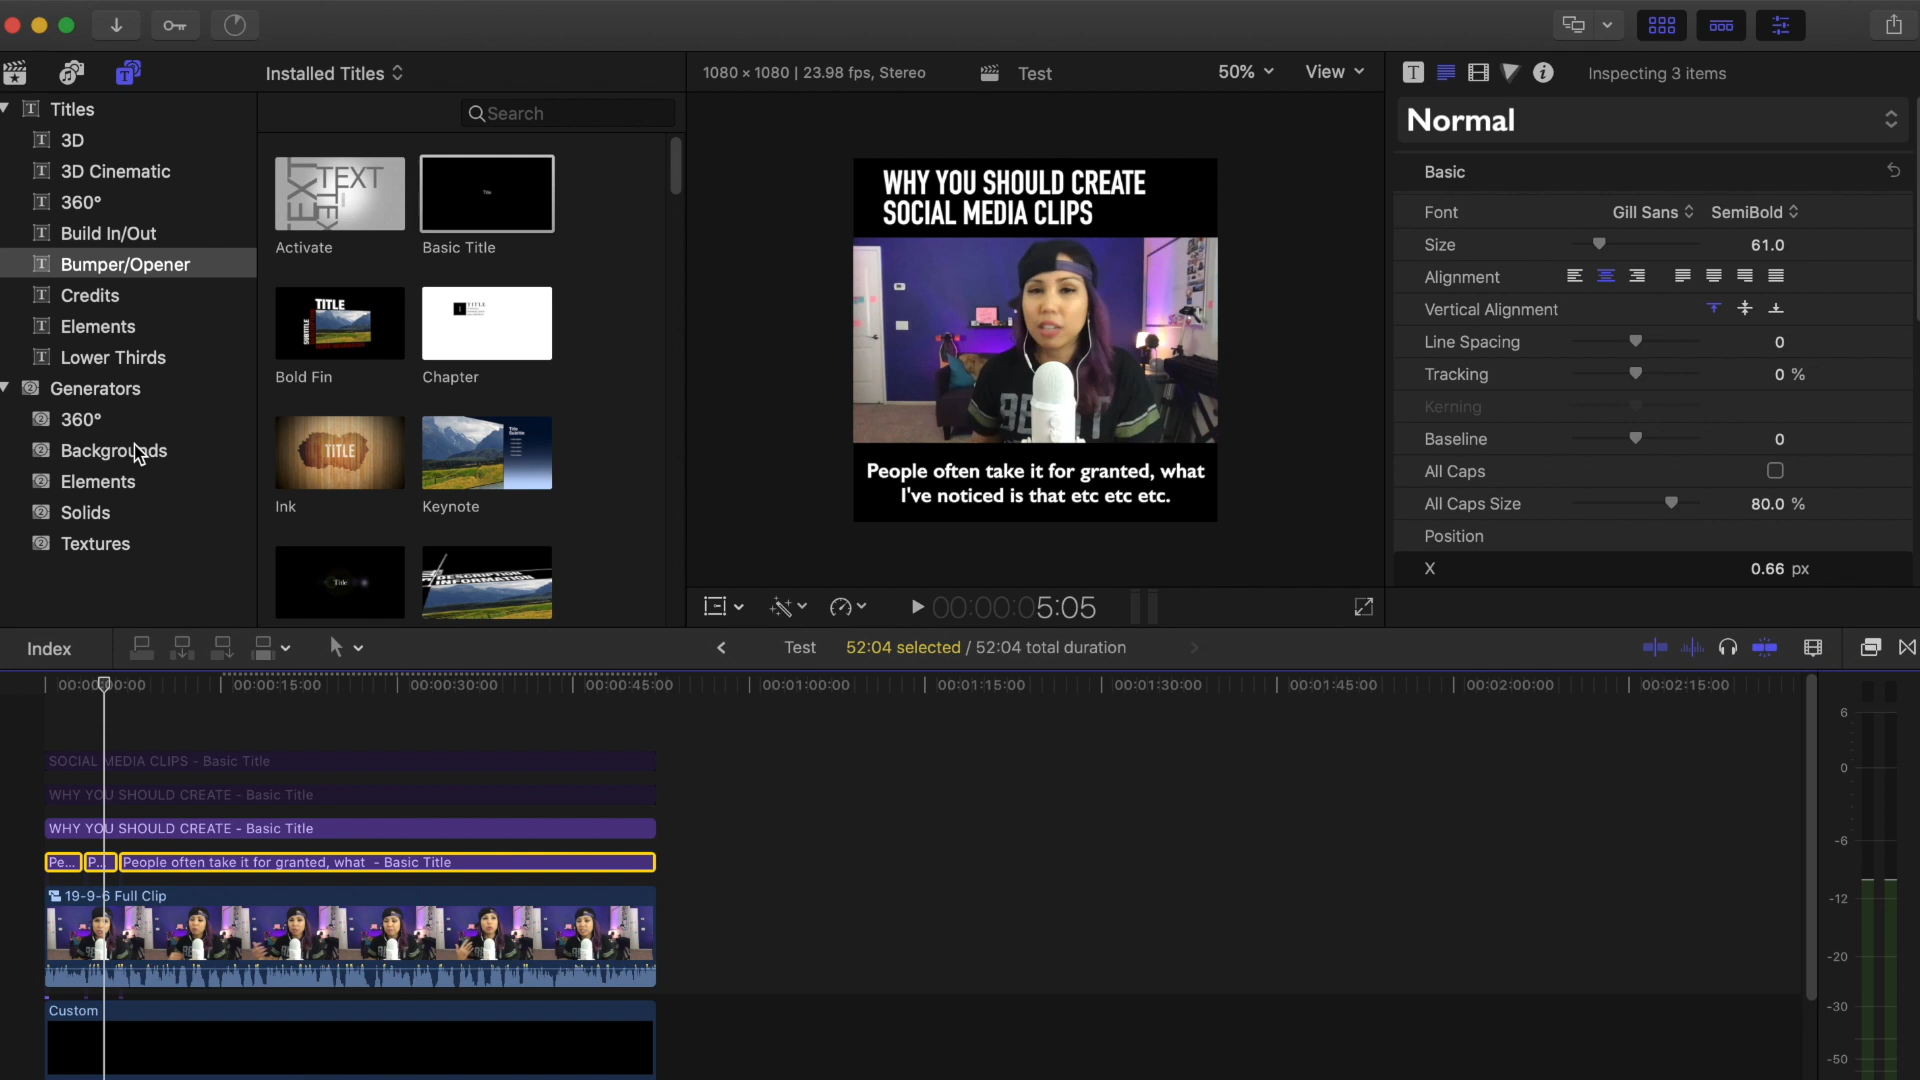 Installed Titles
1080 × 1080 | 23.98 fps, Stereo
Test
50%
View
Inspecting 3 items
Titles
3D
3D Cinematic
360°
Build In/Out
Bumper/Opener
Credits
Elements
Lower Thirds
Generators
360°
Backgrounds
Elements
Solids
Textures
Search
TEXT
Activate
Title
Basic Title
TITLE
SUBTITLE
Bold Fin
TITLE
Chapter
TITLE
Ink
Title
Subtitle
Keynote
Title
DESCRIPTION
INFORMATION
WHY YOU SHOULD CREATE
SOCIAL MEDIA CLIPS
People often take it for granted, what
I've noticed is that etc etc etc.
00:00:05:05
Normal
Basic
Font Gill Sans SemiBold
Size 61.0
Alignment
Vertical Alignment
Line Spacing 0
Tracking 0 %
Kerning
Baseline 0
All Caps
All Caps Size 80.0 %
Position
X 0.66 px
Index
Test 52:04 selected / 52:04 total duration
00:00:00:00 00:00:15:00 00:00:30:00 00:00:45:00 00:01:00:00 00:01:15:00 00:01:30:00 00:01:45:00 00:02:00:00 00:02:15:00
SOCIAL MEDIA CLIPS - Basic Title
WHY YOU SHOULD CREATE - Basic Title
WHY YOU SHOULD CREATE - Basic Title
Pe... P... People often take it for granted, what - Basic Title
19-9-6 Full Clip
Custom
6
0
-6
-12
-20
-30
-50